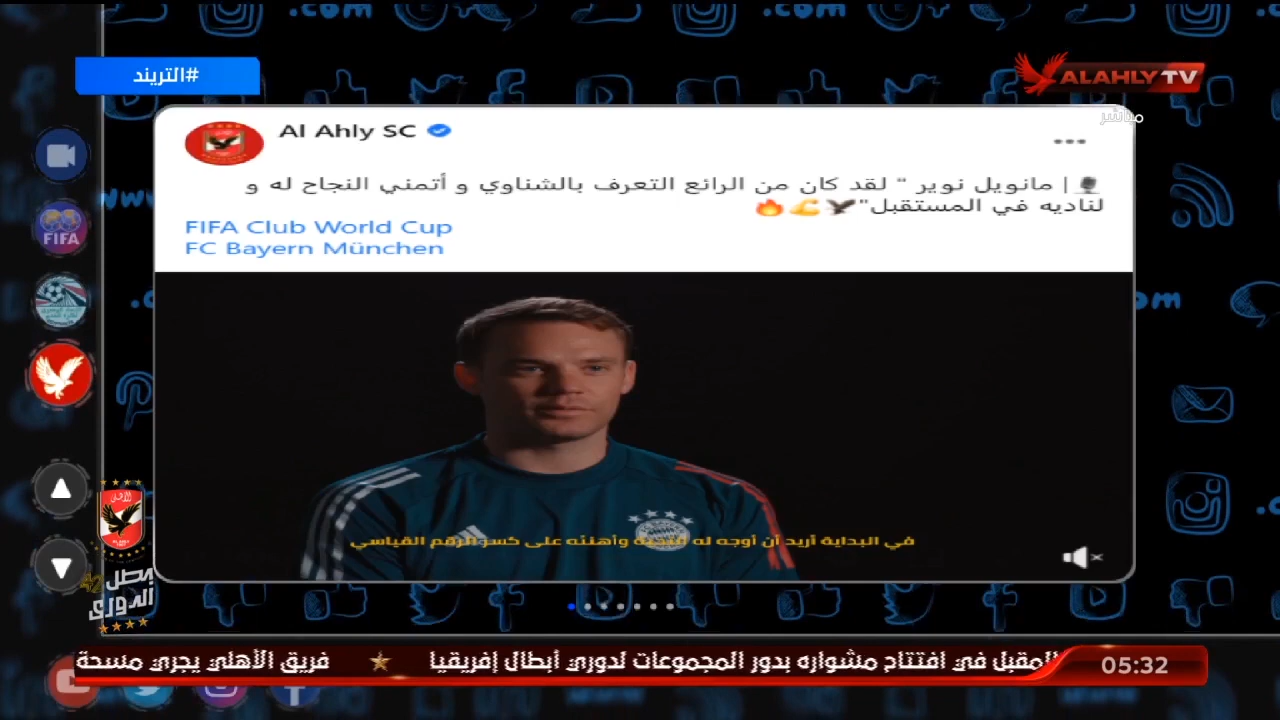 #التريند
ALAHLY TV
مباشر
Al Ahly SC
| مانويل نوير " لقد كان من الرائع التعرف بالشناوي و أتمني النجاح له و
لناديه في المستقبل"
FIFA Club World Cup
FC Bayern München
FIFA
في البداية أريد أن أوجه له وأهنئه على كسر الرقم القياسي
بطل
الدوري
المقبل في افتتاح مشواره بدور المجموعات لدوري أبطال إفريقيا
فريق الأهلي يجري مسحة
05:32